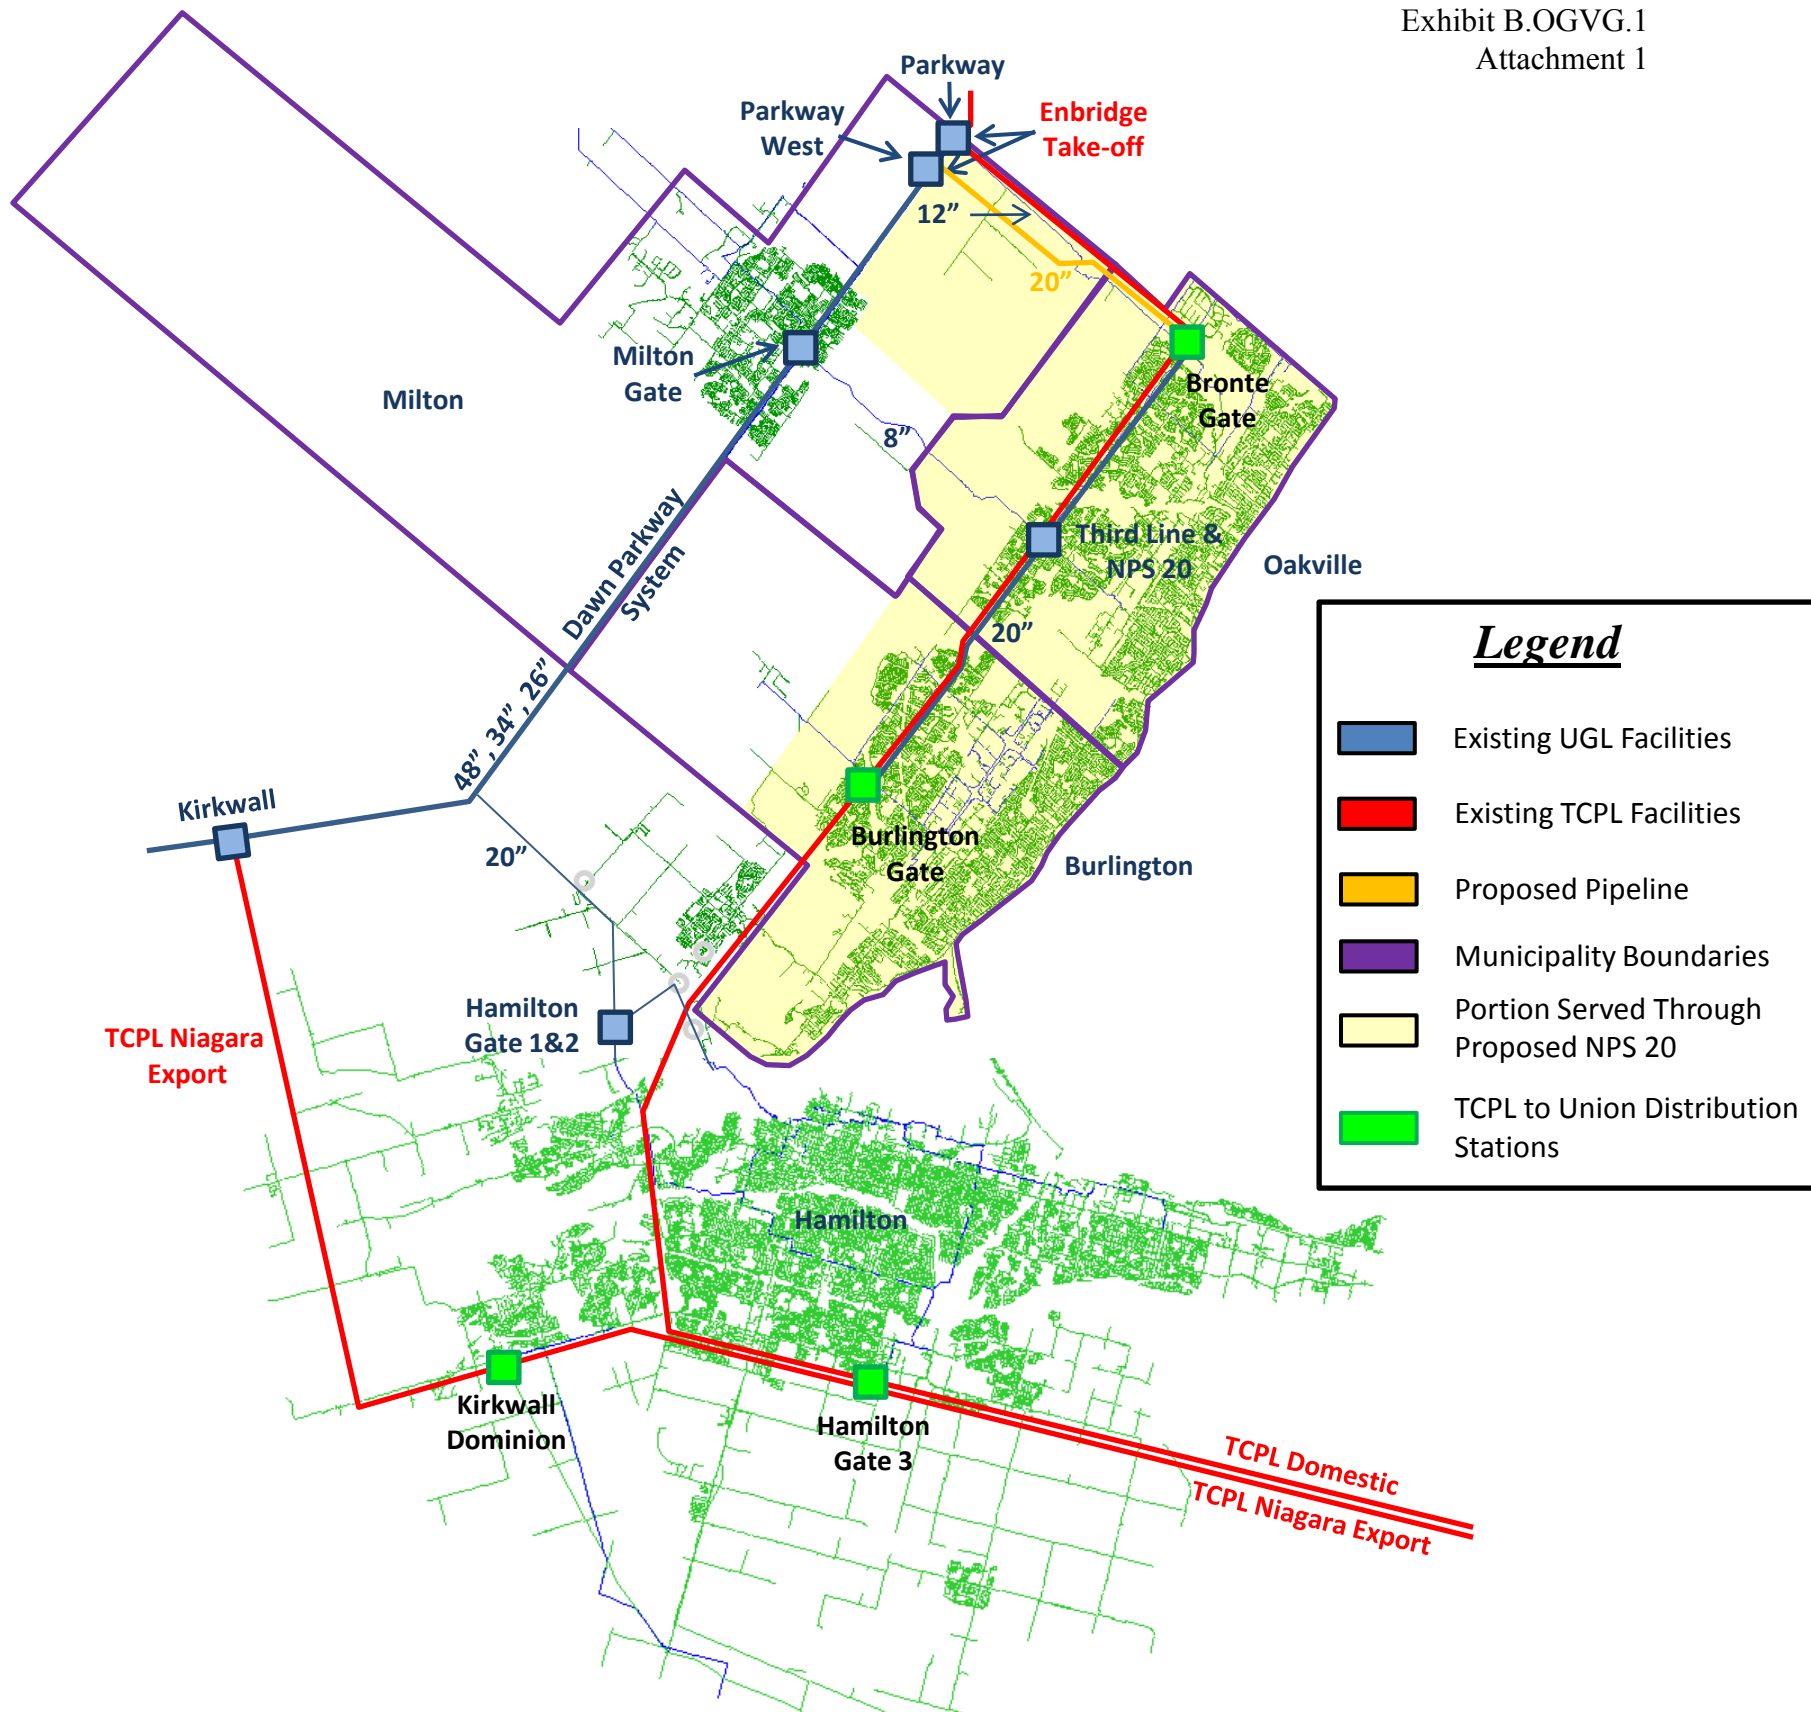 Exhibit B.OGVG.1
Attachment 1
Parkway
Parkway
West
Enbridge
Take-off
12”
20”
Milton
Gate
Milton
Bronte
Gate
8”
Dawn Parkway
System
Third Line &
NPS 20
Oakville
20”
48”, 34”, 26”
Kirkwall
20”
Burlington
Gate
Burlington
Hamilton
Gate 1&2
TCPL Niagara
Export
Hamilton
Kirkwall
Dominion
Hamilton
Gate 3
TCPL Domestic
TCPL Niagara Export
Legend
Existing UGL Facilities
Existing TCPL Facilities
Proposed Pipeline
Municipality Boundaries
Portion Served Through
Proposed NPS 20
TCPL to Union Distribution
Stations